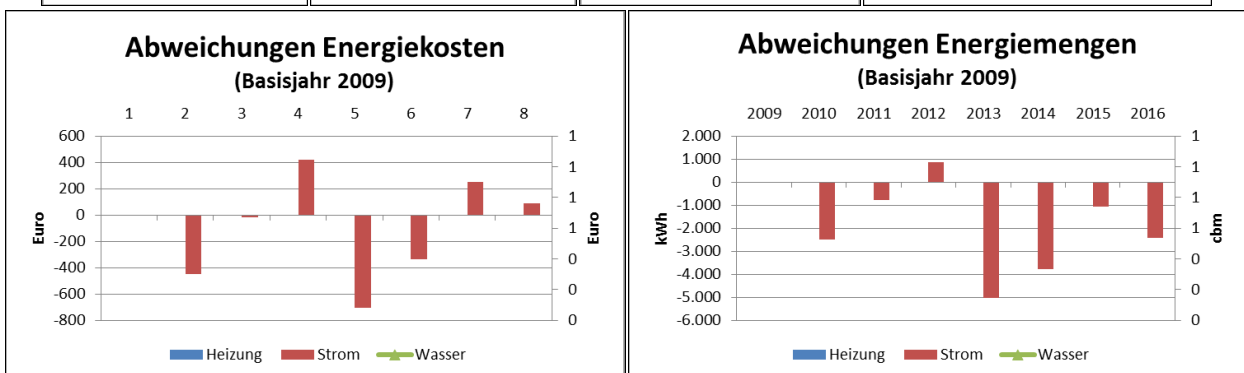 Abweichungen Energiekosten
(Basisjahr 2009)
1 2 3 4 5 6 7 8
600 1
400 1
200 1
0 1
-200 0
-400 0
-600 0
-800
Euro
Euro
Heizung Strom Wasser
Abweichungen Energiemengen
(Basisjahr 2009)
2009 2010 2011 2012 2013 2014 2015 2016
2.000 1
1.000 1
0 1
-1.000 1
-2.000 0
-3.000 0
-4.000 0
-5.000
-6.000
kWh
cbm
Heizung Strom Wasser